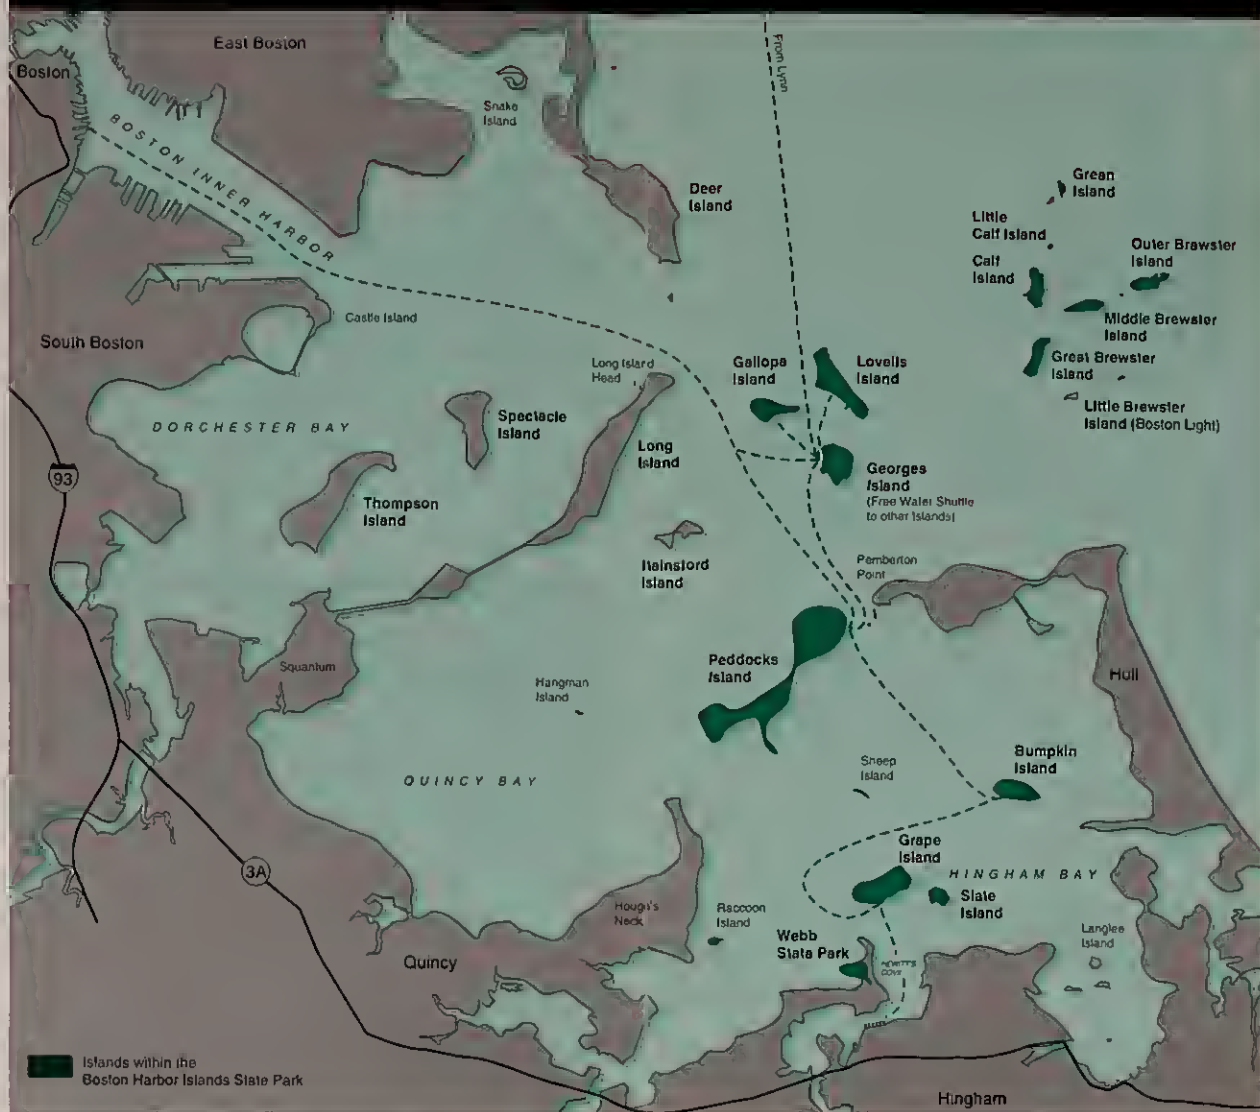 East Boston
Boston
From Lynn
Snake
Island
BOSTON INNER HARBOR
Deer
Island
Green
Island
Little
Calf Island
Outer Brewster
Island
Calf
Island
Castle Island
Middle Brewster
Island
South Boston
Long Island
Head
Gallops
Island
Lovells
Island
Great Brewster
Island
Little Brewster
Island (Boston Light)
Spectacle
Island
DORCHESTER BAY
Long
Island
93
Georges
Island
(Free Water Shuttle
to other Islands)
Thompson
Island
Rainsford
Island
Pemberton
Point
Squantum
Peddocks
Island
Hull
Hangman
Island
Bumpkin
Island
Sheep
Island
QUINCY BAY
Grape
Island
3A
HINGHAM BAY
Slate
Island
Hough's
Neck
Raccoon
Island
Langlee
Island
Webb
State Park
HEWITT'S
COVE
Quincy
Islands within the
Boston Harbor Islands State Park
Hingham